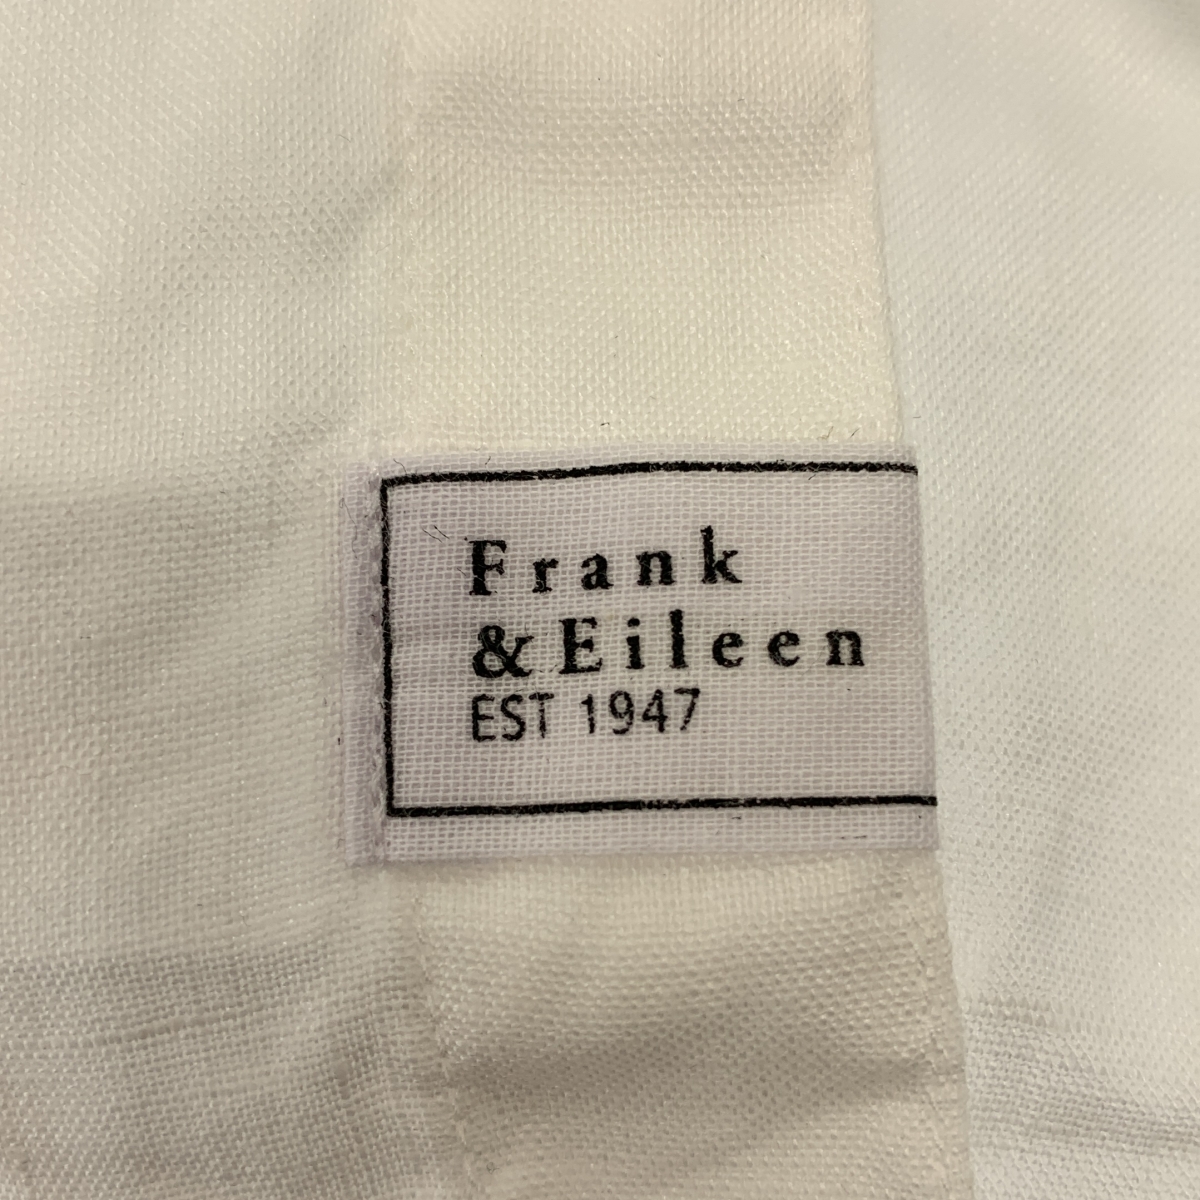 Frank
& Eileen
EST 1947